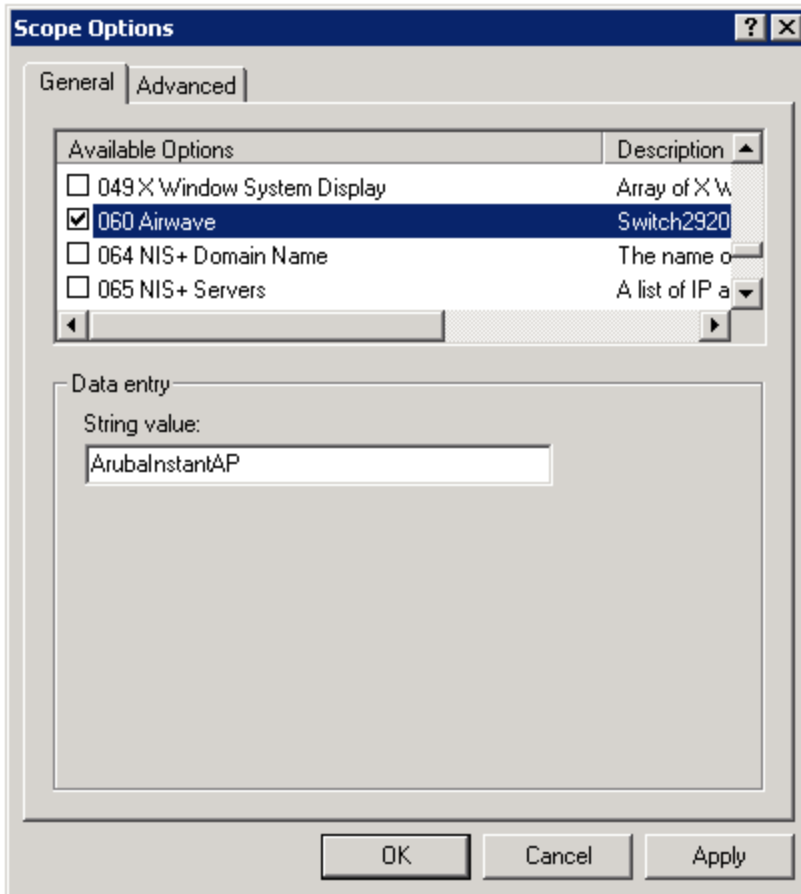 Scope Options
General Advanced
Available Options Description
049 X Window System Display Array of X W
060 Airwave Switch2920
064 NIS+ Domain Name The name o
065 NIS+ Servers A list of IP a
Data entry
String value:
ArubaInstantAP
OK Cancel Apply